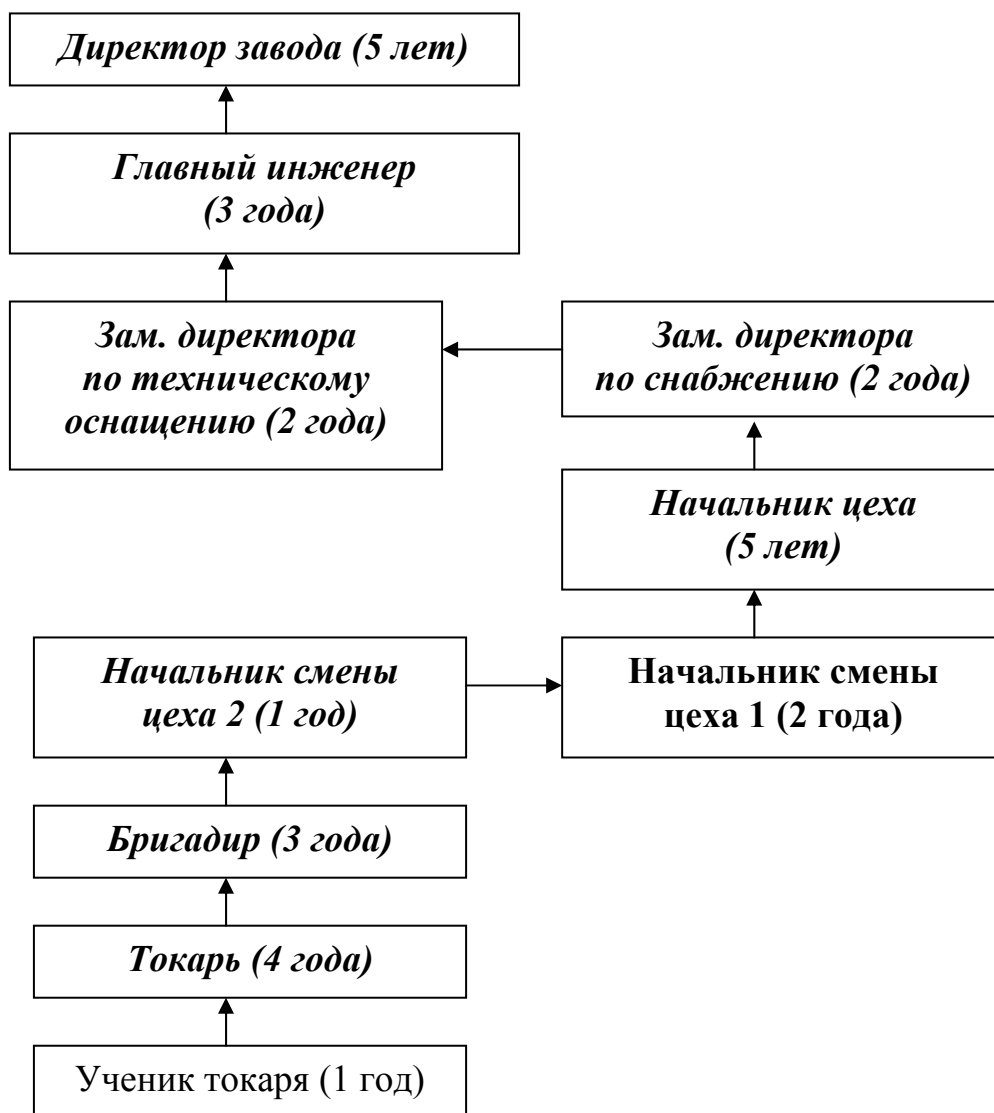 Директор завода (5 лет)
Главный инженер
(3 года)
Зам. директора
по техническому
оснащению (2 года)
Зам. директора
по снабжению (2 года)
Начальник цеха
(5 лет)
Начальник смены
цеха 2 (1 год)
Начальник смены
цеха 1 (2 года)
Бригадир (3 года)
Токарь (4 года)
Ученик токаря (1 год)